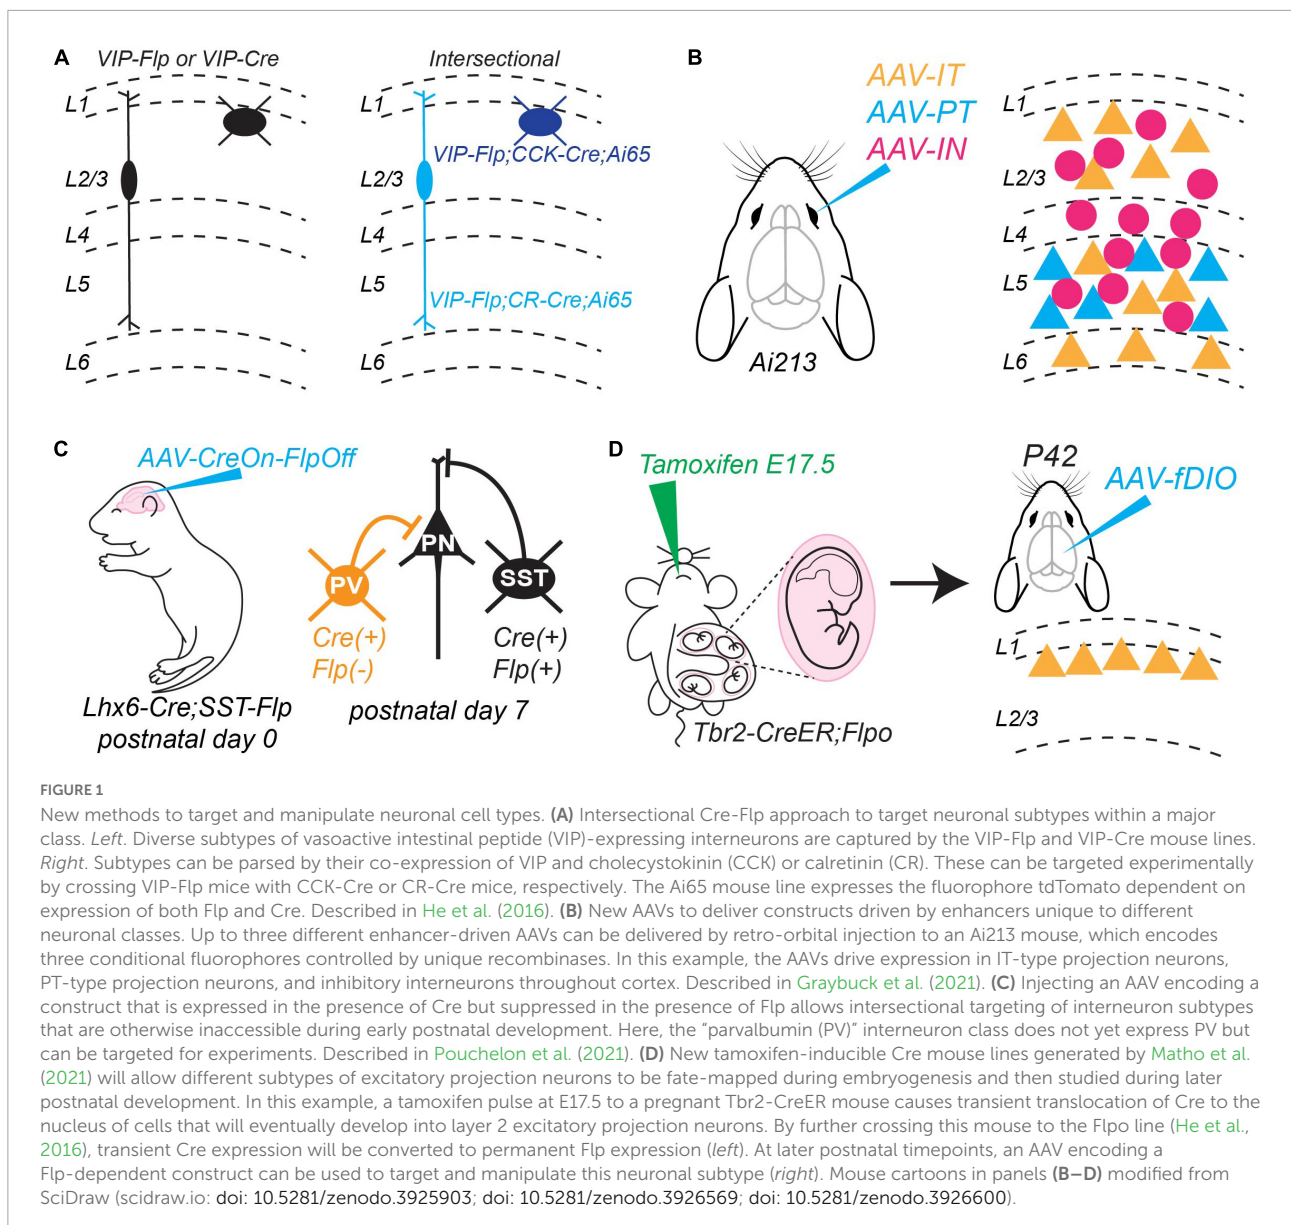 A
VIP-Flp or VIP-Cre
L1
L2/3
L4
L5
L6
Intersectional
L1
VIP-Flp;CCK-Cre;Ai65
L2/3
L4
L5
VIP-Flp;CR-Cre;Ai65
L6
B
AAV-IT
AAV-PT
AAV-IN
Ai213
L1
L2/3
L4
L5
L6
C
AAV-CreOn-FlpOff
Lhx6-Cre;SST-Flp
postnatal day 0
PN
PV
SST
Cre(+)
Flp(-)
Cre(+)
Flp(+)
postnatal day 7
D
Tamoxifen E17.5
Tbr2-CreER;Flpo
P42
AAV-fDIO
L1
L2/3
FIGURE 1
New methods to target and manipulate neuronal cell types. (A) Intersectional Cre-Flp approach to target neuronal subtypes within a major
class. Left. Diverse subtypes of vasoactive intestinal peptide (VIP)-expressing interneurons are captured by the VIP-Flp and VIP-Cre mouse lines.
Right. Subtypes can be parsed by their co-expression of VIP and cholecystokinin (CCK) or calretinin (CR). These can be targeted experimentally
by crossing VIP-Flp mice with CCK-Cre or CR-Cre mice, respectively. The Ai65 mouse line expresses the fluorophore tdTomato dependent on
expression of both Flp and Cre. Described in He et al. (2016). (B) New AAVs to deliver constructs driven by enhancers unique to different
neuronal classes. Up to three different enhancer-driven AAVs can be delivered by retro-orbital injection to an Ai213 mouse, which encodes
three conditional fluorophores controlled by unique recombinases. In this example, the AAVs drive expression in IT-type projection neurons,
PT-type projection neurons, and inhibitory interneurons throughout cortex. Described in Graybuck et al. (2021). (C) Injecting an AAV encoding a
construct that is expressed in the presence of Cre but suppressed in the presence of Flp allows intersectional targeting of interneuron subtypes
that are otherwise inaccessible during early postnatal development. Here, the "parvalbumin (PV)" interneuron class does not yet express PV but
can be targeted for experiments. Described in Pouchelon et al. (2021). (D) New tamoxifen-inducible Cre mouse lines generated by Matho et al.
(2021) will allow different subtypes of excitatory projection neurons to be fate-mapped during embryogenesis and then studied during later
postnatal development. In this example, a tamoxifen pulse at E17.5 to a pregnant Tbr2-CreER mouse causes transient translocation of Cre to the
nucleus of cells that will eventually develop into layer 2 excitatory projection neurons. By further crossing this mouse to the Flpo line (He et al.,
2016), transient Cre expression will be converted to permanent Flp expression (left). At later postnatal timepoints, an AAV encoding a
Flp-dependent construct can be used to target and manipulate this neuronal subtype (right). Mouse cartoons in panels (B–D) modified from
SciDraw (scidraw.io: doi: 10.5281/zenodo.3925903; doi: 10.5281/zenodo.3926569; doi: 10.5281/zenodo.3926600).